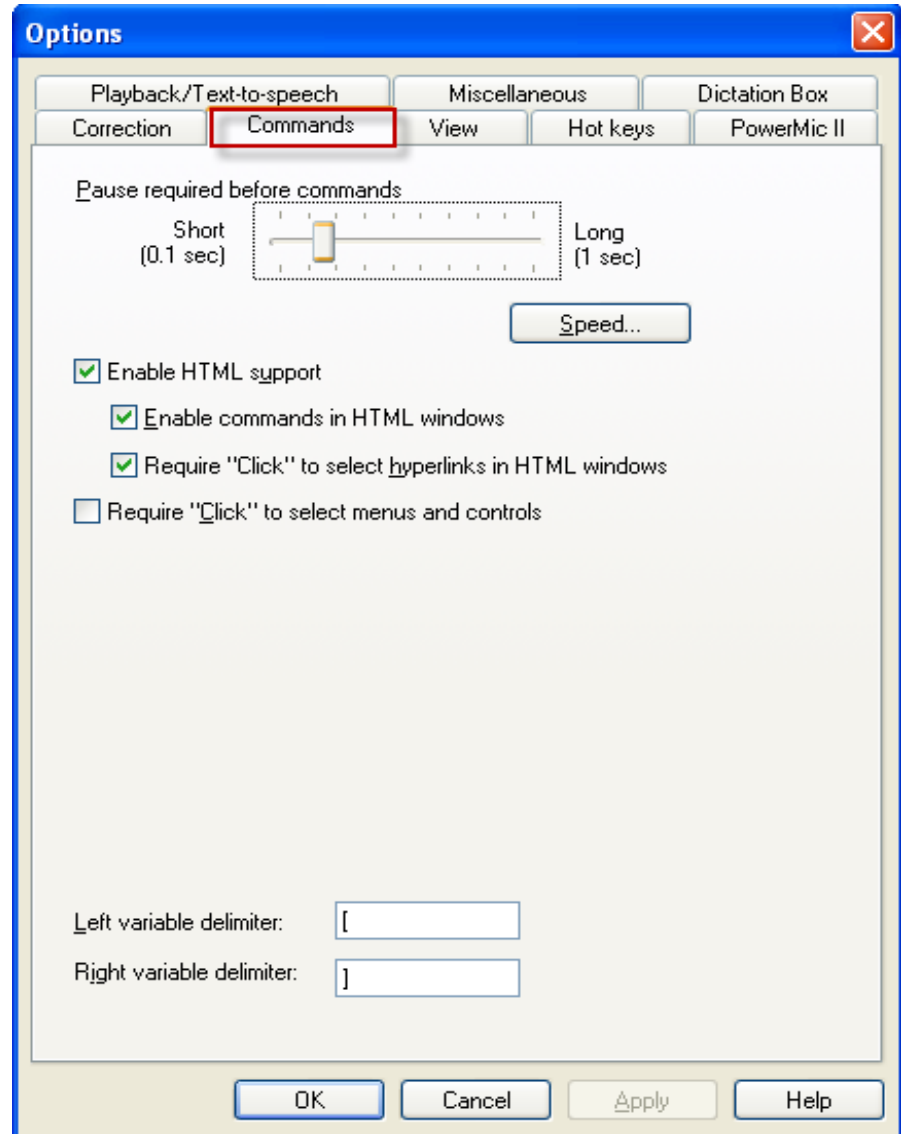 Options
Playback/Text-to-speech Miscellaneous Dictation Box
Correction Commands View Hot keys PowerMic II
Pause required before commands
Short Long
(0.1 sec) (1 sec)
Speed...
Enable HTML support
Enable commands in HTML windows
Require "Click" to select hyperlinks in HTML windows
Require "Click" to select menus and controls
Left variable delimiter: [
Right variable delimiter: ]
OK Cancel Apply Help